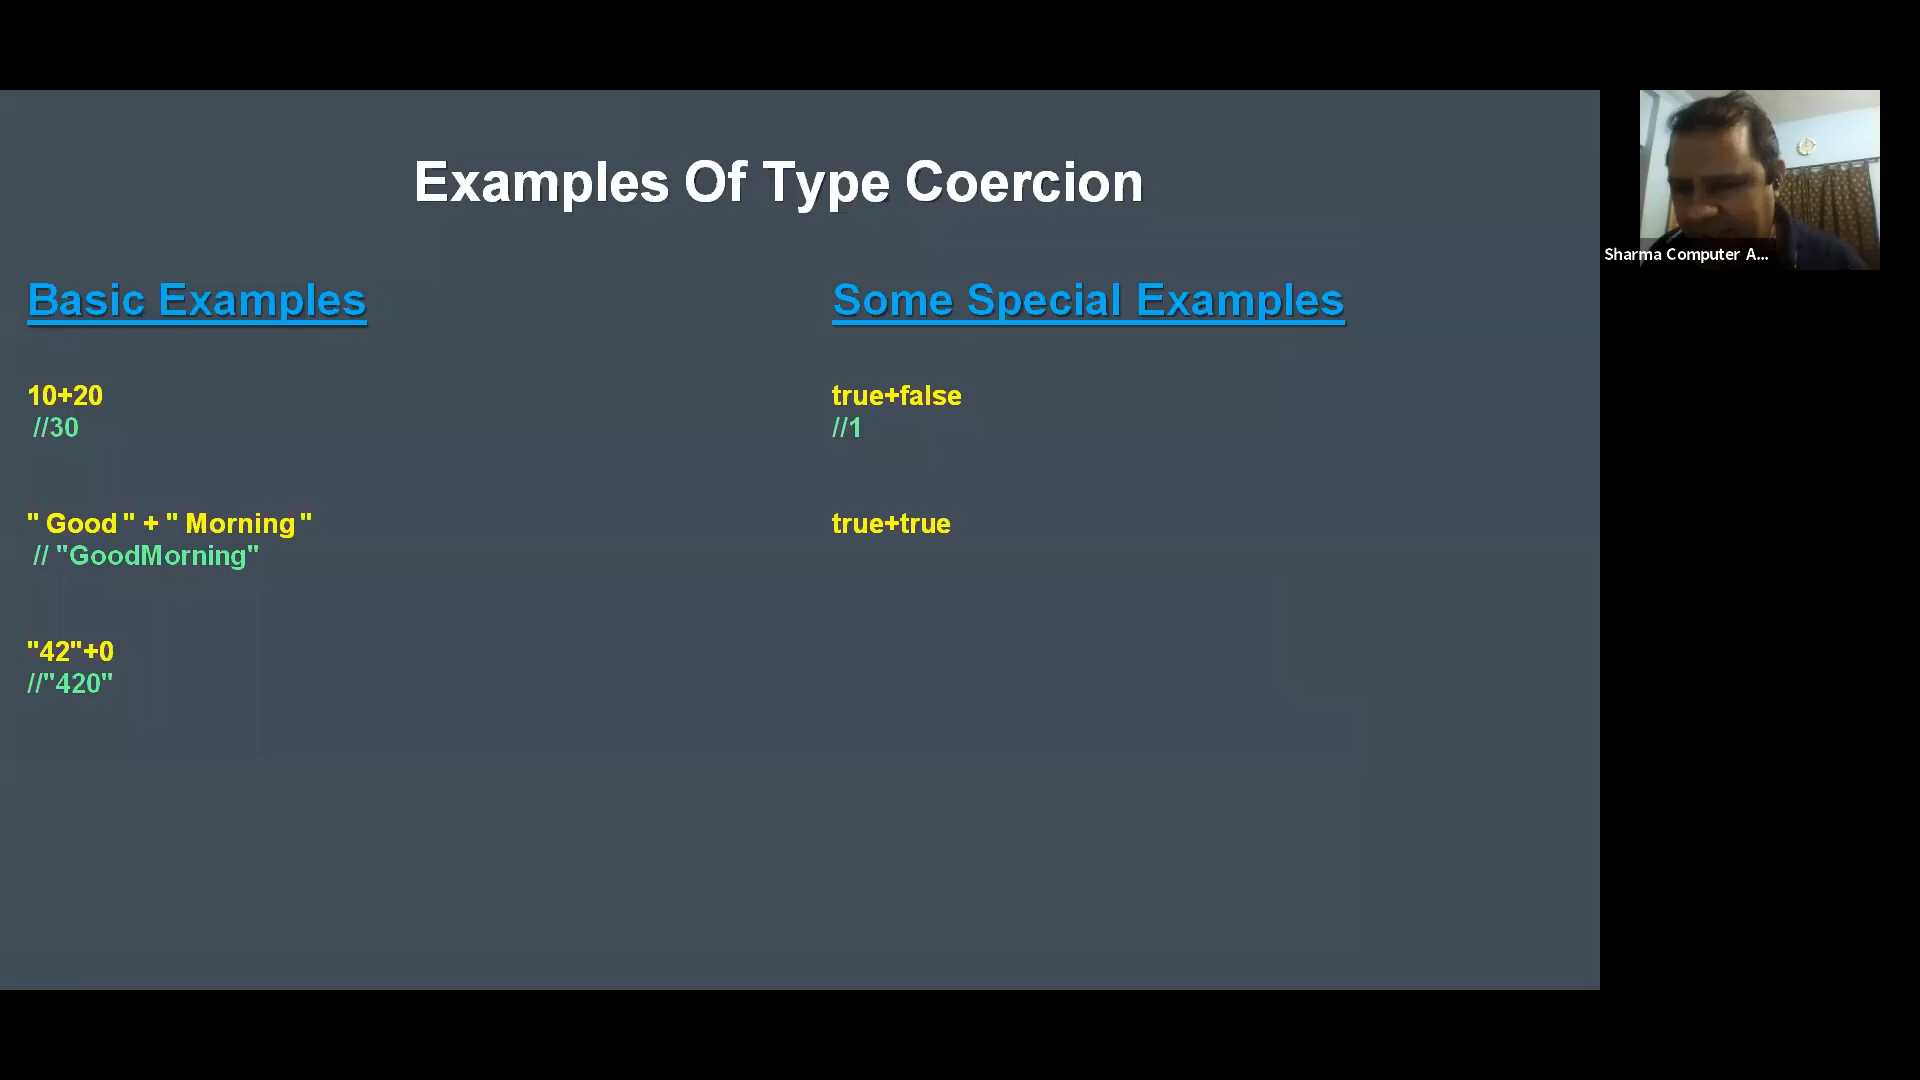 Examples Of Type Coercion
Basic Examples
10+20
//30
" Good " + " Morning "
// "GoodMorning"
"42"+0
//"420"
Some Special Examples
true+false
//1
true+true
Sharma Computer A...